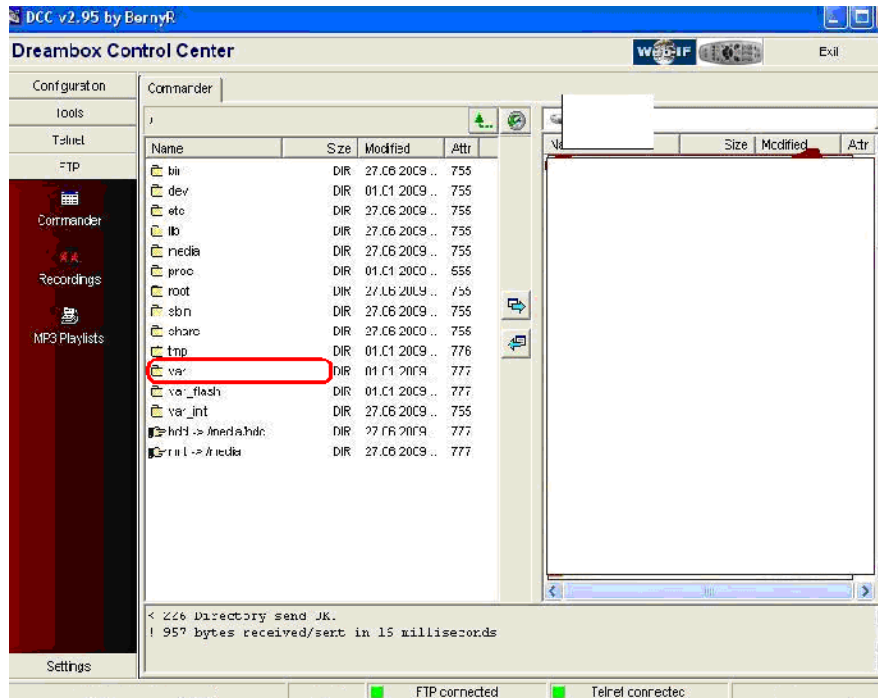 DCC v2.95 by BernyR
Dreambox Control Center
Web-IF
Exit
Configuration
Tools
Telnet
FTP
Commander
Recordings
MP3 Playlists
Settings
Commander
/
Name Size Modified Attr
bin DIR 27.06 2009 .. 755
dev DIR 01.01 2009 .. 755
etc DIR 27.06 2009 .. 755
lib DIR 27.06 2009 .. 755
media DIR 27.06 2009 .. 755
proc DIR 01.01 2000 .. 555
root DIR 27.06 2009 .. 755
sbin DIR 27.06 2009 .. 755
share DIR 27.06 2009 .. 755
tmp DIR 01.01 2009 .. 776
var DIR 01.01 2009 777
var_flash DIR 01.01 2009 .. 777
var_int DIR 27.06 2009 .. 755
hdd -> /media/hdd DIR 27.06 2009 777
-> /media DIR 27.06 2009 .. 777
Size Modified Attr
< 226 Directory send OK.
! 957 bytes received/sent in 15 milliseconds
FTP connected
Telnet connected